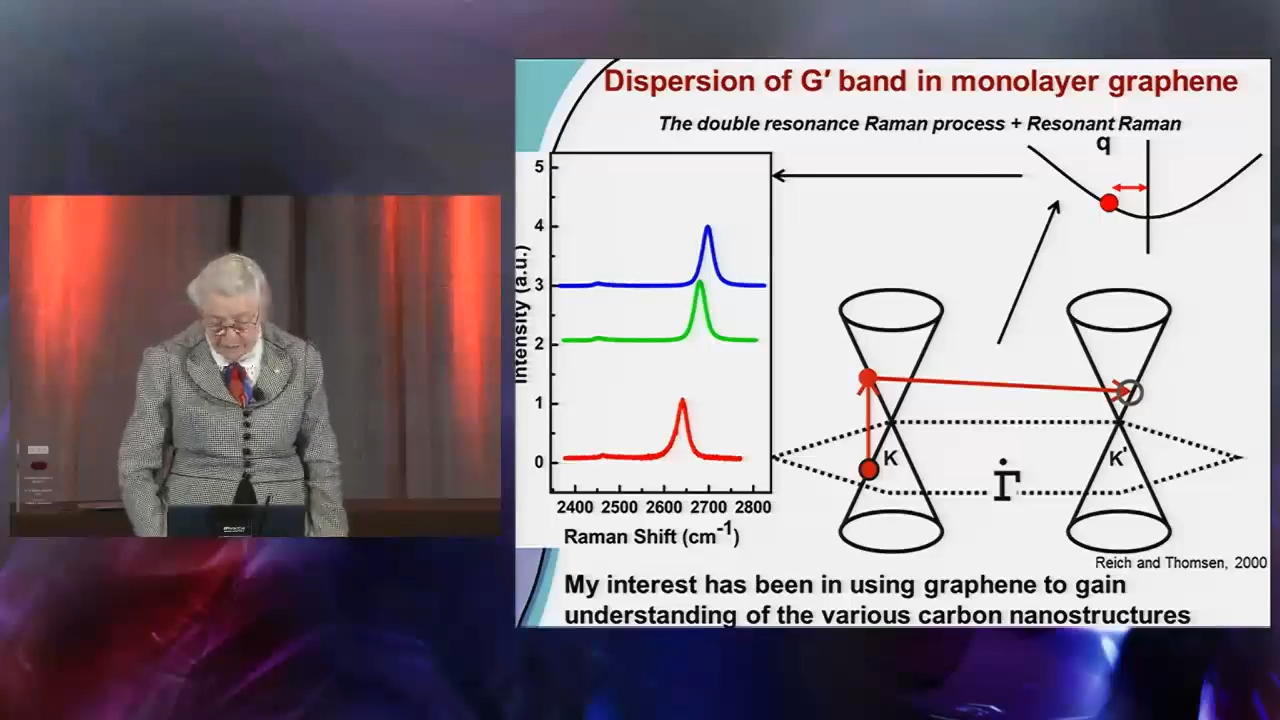 Dispersion of G′ band in monolayer graphene
The double resonance Raman process + Resonant Raman
q
5
4
3
2
1
0
Intensity (a.u.)
2400 2500 2600 2700 2800
Raman Shift (cm-1)
K
Γ
K'
Reich and Thomsen, 2000
My interest has been in using graphene to gain
understanding of the various carbon nanostructures